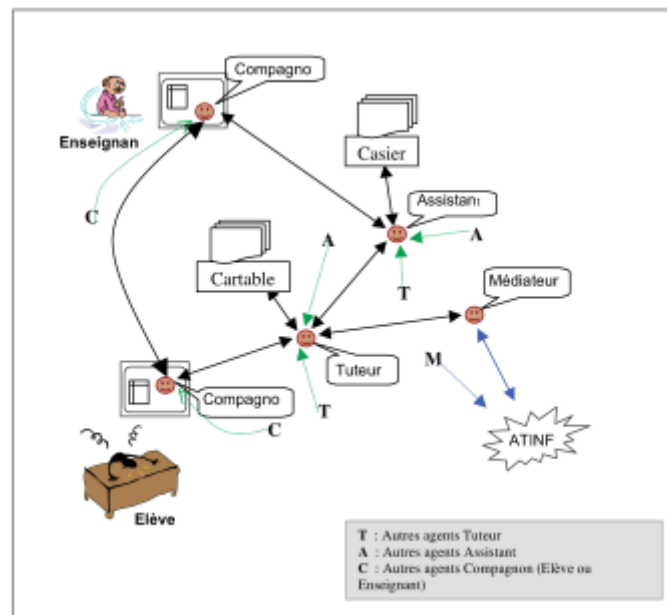 Compagno
Enseignan
Casier
Assistant
C
A
A
Cartable
T
Médiateur
M
Tuteur
Compagno
T
C
ATINF
Elève
T : Autres agents Tuteur
A : Autres agents Assistant
C : Autres agents Compagnon (Elève ou
Enseignant)